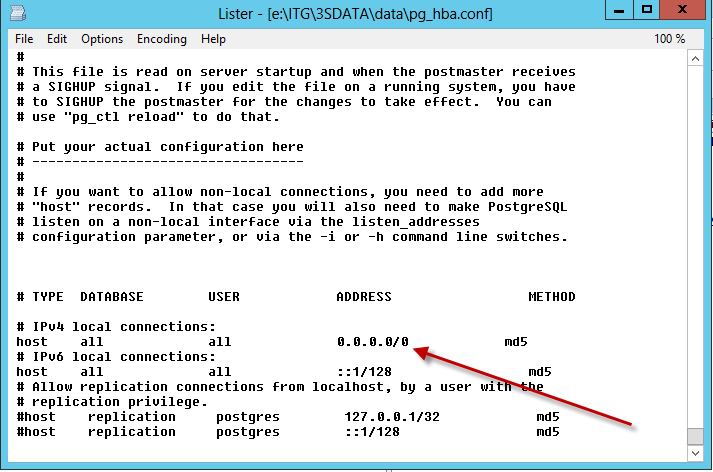 Lister - [e:\ITG\3SDATA\data\pg_hba.conf]
File Edit Options Encoding Help 100 %
#
# This file is read on server startup and when the postmaster receives
# a SIGHUP signal.  If you edit the file on a running system, you have
# to SIGHUP the postmaster for the changes to take effect.  You can
# use "pg_ctl reload" to do that.
# Put your actual configuration here
# ----------------------------------
#
# If you want to allow non-local connections, you need to add more
# "host" records.  In that case you will also need to make PostgreSQL
# listen on a non-local interface via the listen_addresses
# configuration parameter, or via the -i or -h command line switches.
# TYPE  DATABASE        USER            ADDRESS                 METHOD
# IPv4 local connections:
host    all             all             0.0.0.0/0            md5
# IPv6 local connections:
host    all             all             ::1/128                 md5
# Allow replication connections from localhost, by a user with the
# replication privilege.
#host    replication     postgres        127.0.0.1/32            md5
#host    replication     postgres        ::1/128                 md5